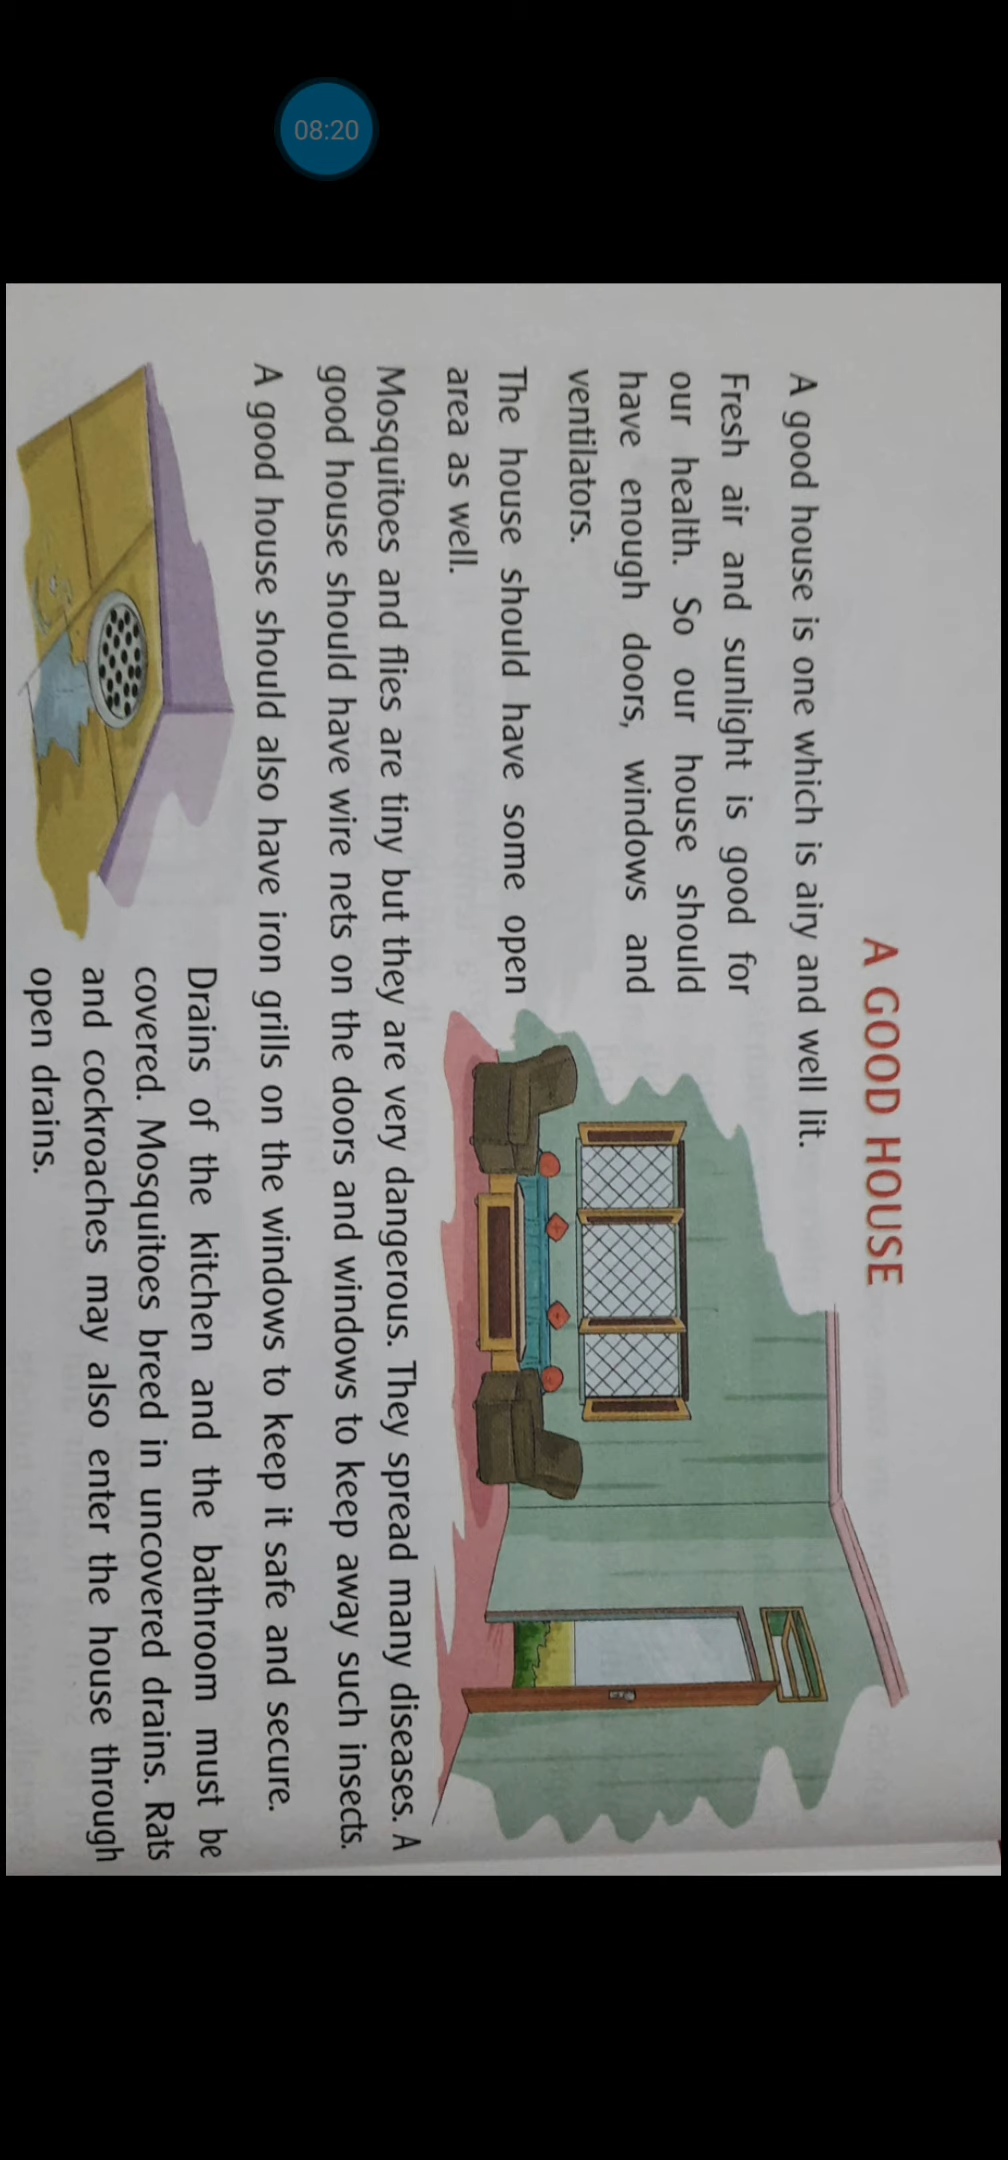 08:20
A GOOD HOUSE
A good house is one which is airy and well lit.
Fresh air and sunlight is good for
our health. So our house should
have enough doors, windows and
ventilators.
The house should have some open
area as well.
Mosquitoes and flies are tiny but they are very dangerous. They spread many diseases. A
good house should have wire nets on the doors and windows to keep away such insects.
A good house should also have iron grills on the windows to keep it safe and secure.
Drains of the kitchen and the bathroom must be
covered. Mosquitoes breed in uncovered drains. Rats
and cockroaches may also enter the house through
open drains.